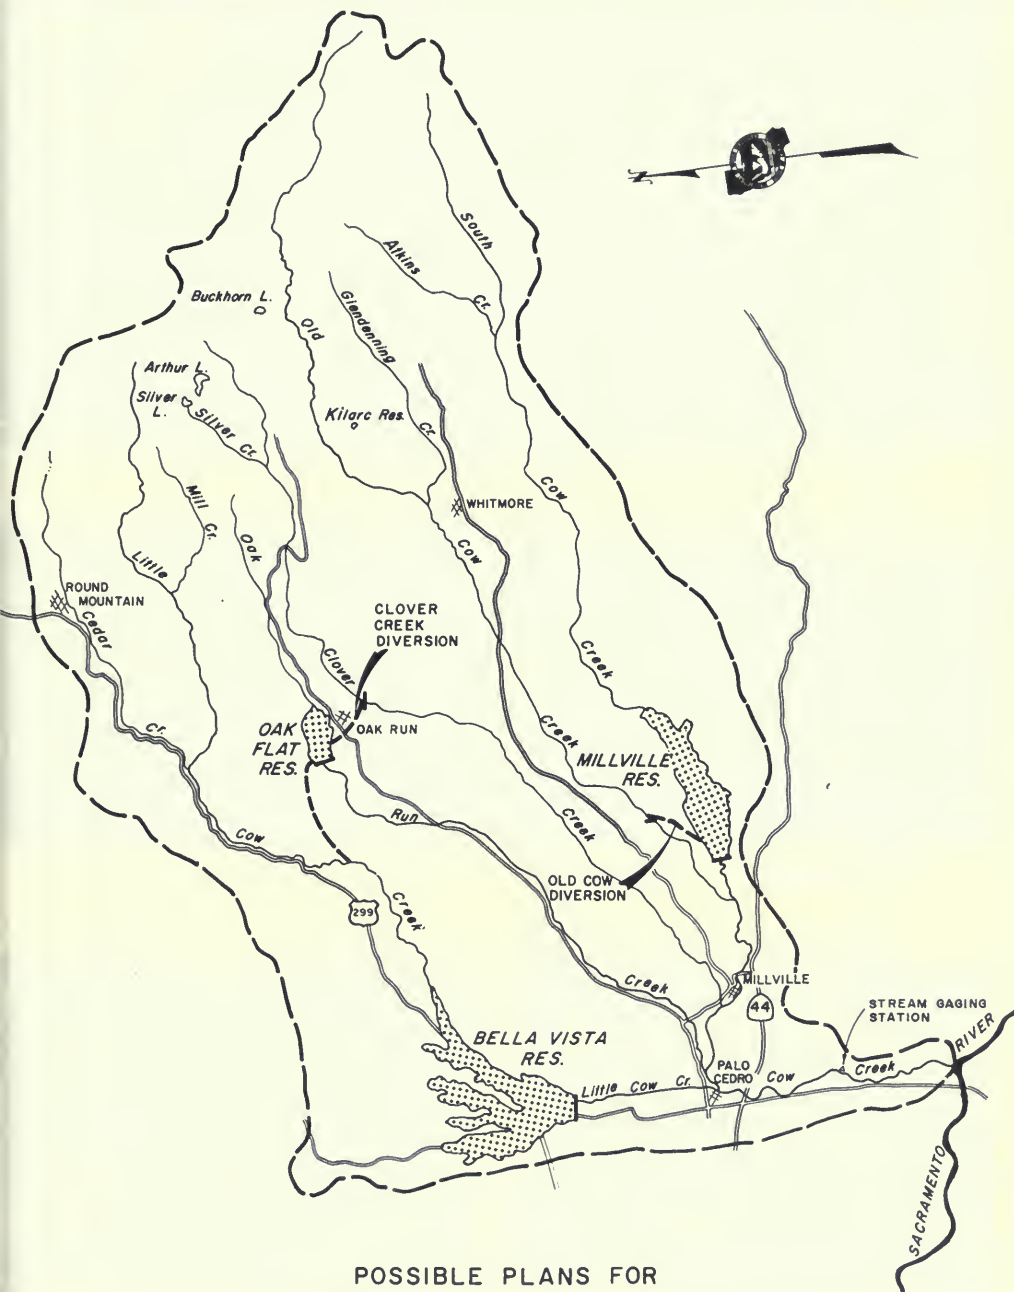 N
South
Atkins
Cr.
Buckhorn L.
Old
Glendenning
Cr.
Arthur L.
Silver
L.
Silver Cr.
Kilarc Res.
Mill
Cr.
Oak
Cow
WHITMORE
Cow
Little
ROUND
MOUNTAIN
Cedar
Cr.
CLOVER
CREEK
DIVERSION
Clover
Creek
OAK RUN
OAK
FLAT
RES.
Creek
MILLVILLE
RES.
Run
Creek
Cow
OLD COW
DIVERSION
299
Creek
Creek
MILLVILLE
44
STREAM GAGING
STATION
RIVER
BELLA VISTA
RES.
PALO
CEDRO
Little Cow Cr.
Cow
Creek
SACRAMENTO
POSSIBLE PLANS FOR